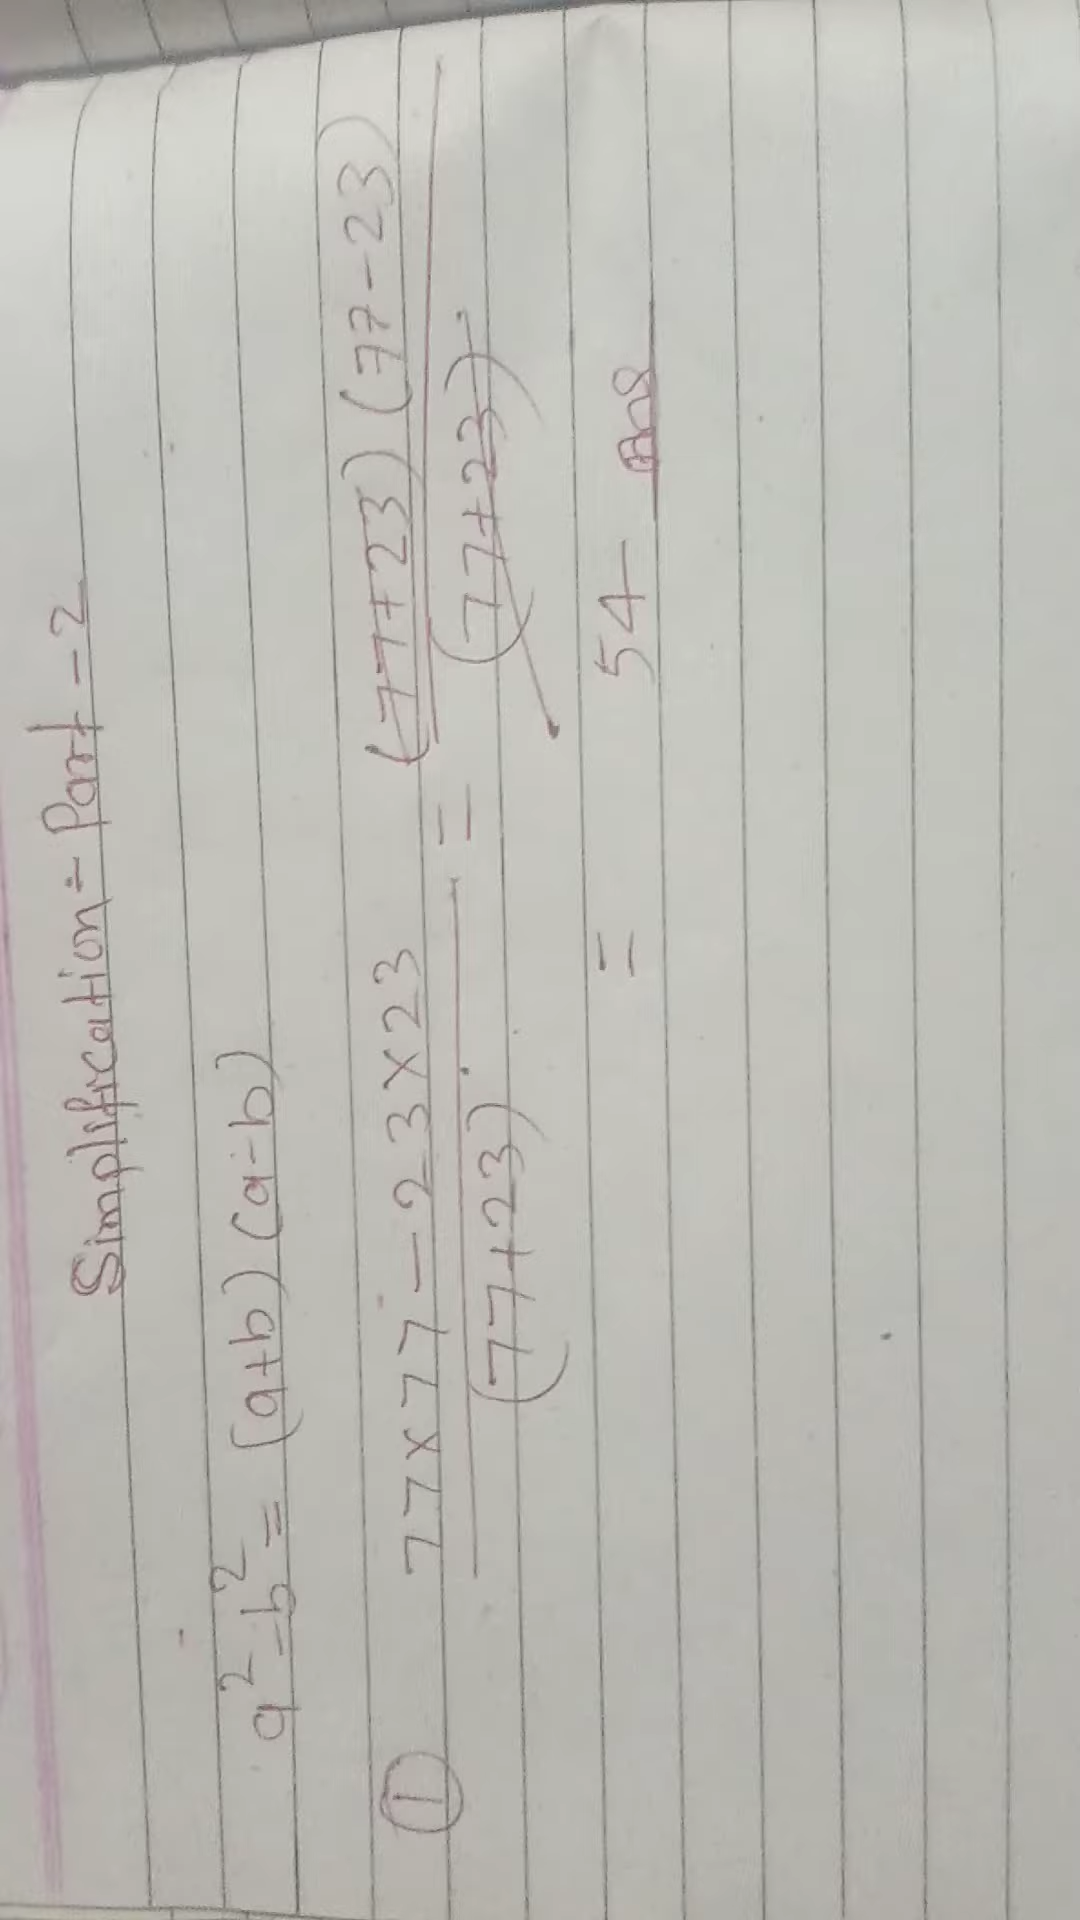 Simplification - Part - 2
a² - b² = (a+b) (a-b)
① 77 × 77 - 23 × 23 = (77+23) (77-23)
(77+23) (77+23)
= 54 Ans